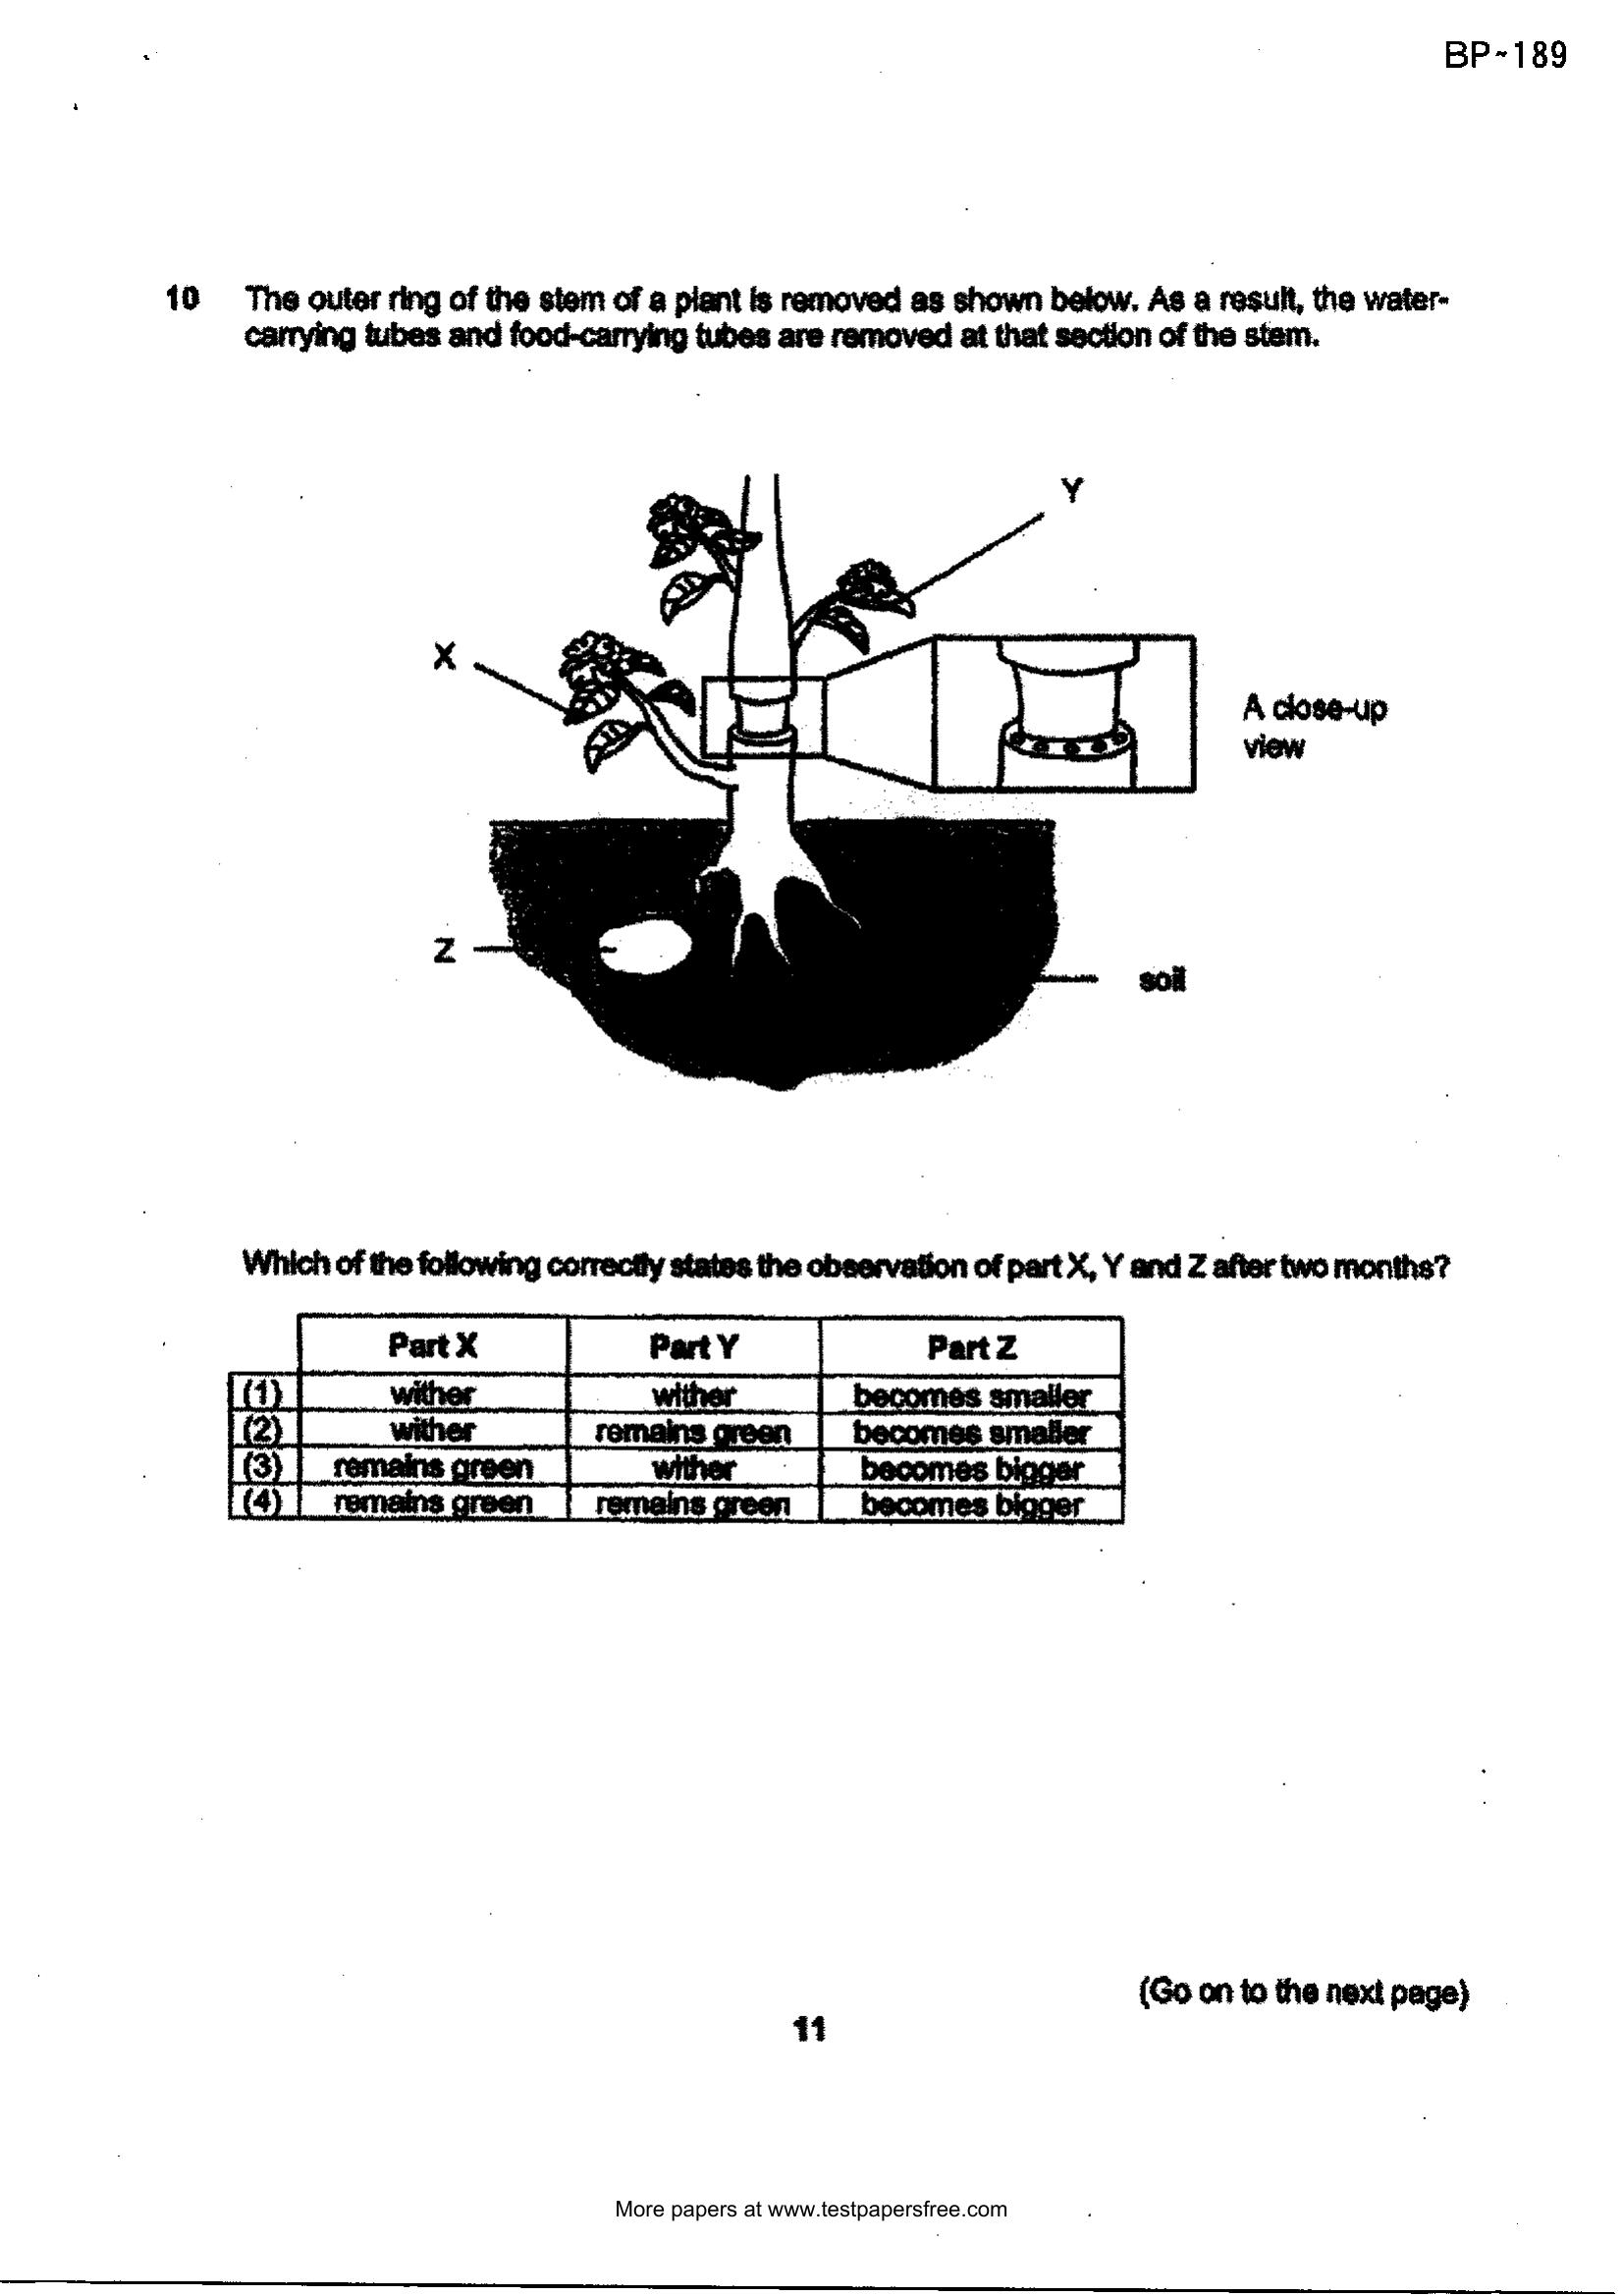 BP~189
10 The outer ring of the stem of a plant is removed as shown below. As a result, the water-
carrying tubes and food-carrying tubes are removed at that section of the stem.
Y
X
A close-up
view
Z
soil
Which of the following correctly states the observation of part X, Y and Z after two months?
Part X Part Y Part Z
(1) wither wither becomes smaller
(2) wither remains green becomes smaller
(3) remains green wither becomes bigger
(4) remains green remains green becomes bigger
(Go on to the next page)
11
More papers at www.testpapersfree.com